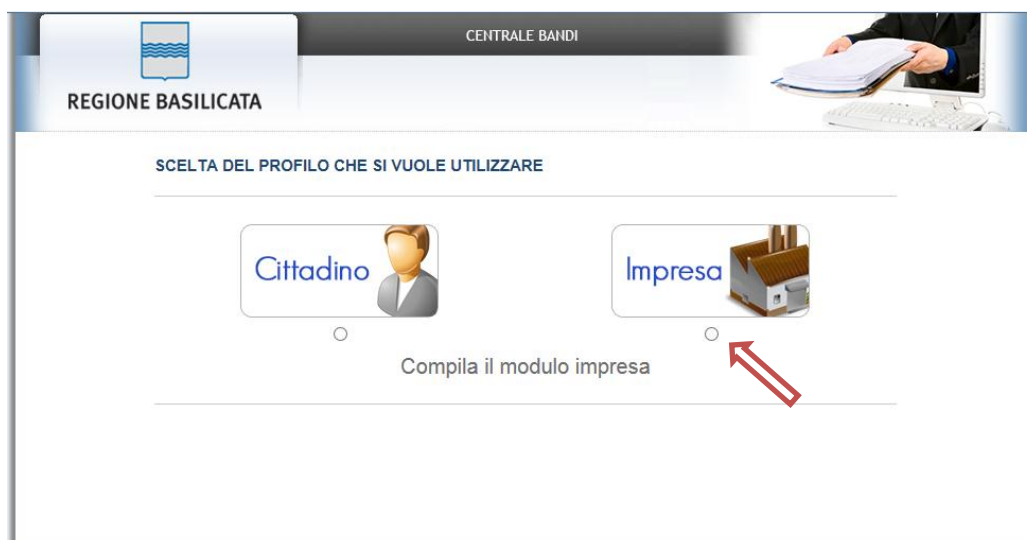 CENTRALE BANDI
REGIONE BASILICATA
SCELTA DEL PROFILO CHE SI VUOLE UTILIZZARE
Cittadino
Impresa
Compila il modulo impresa